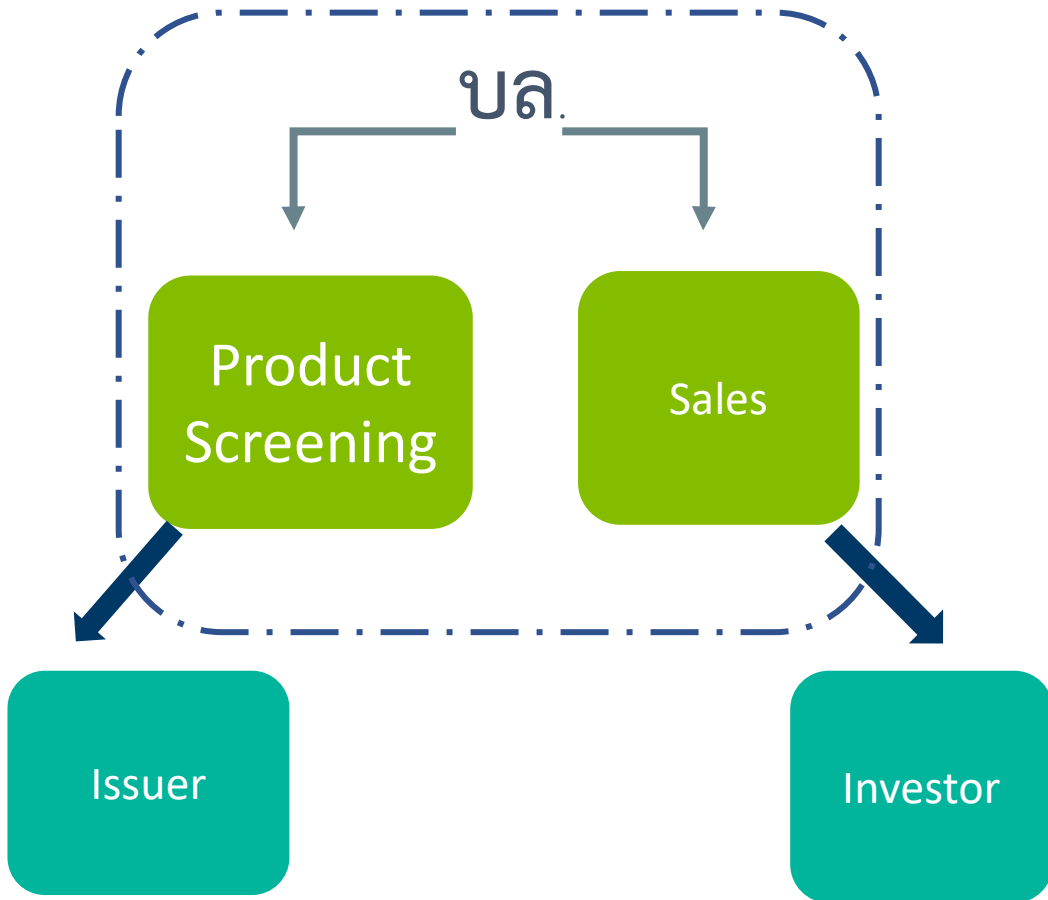 บล.
Product
Screening
Sales
Issuer
Investor